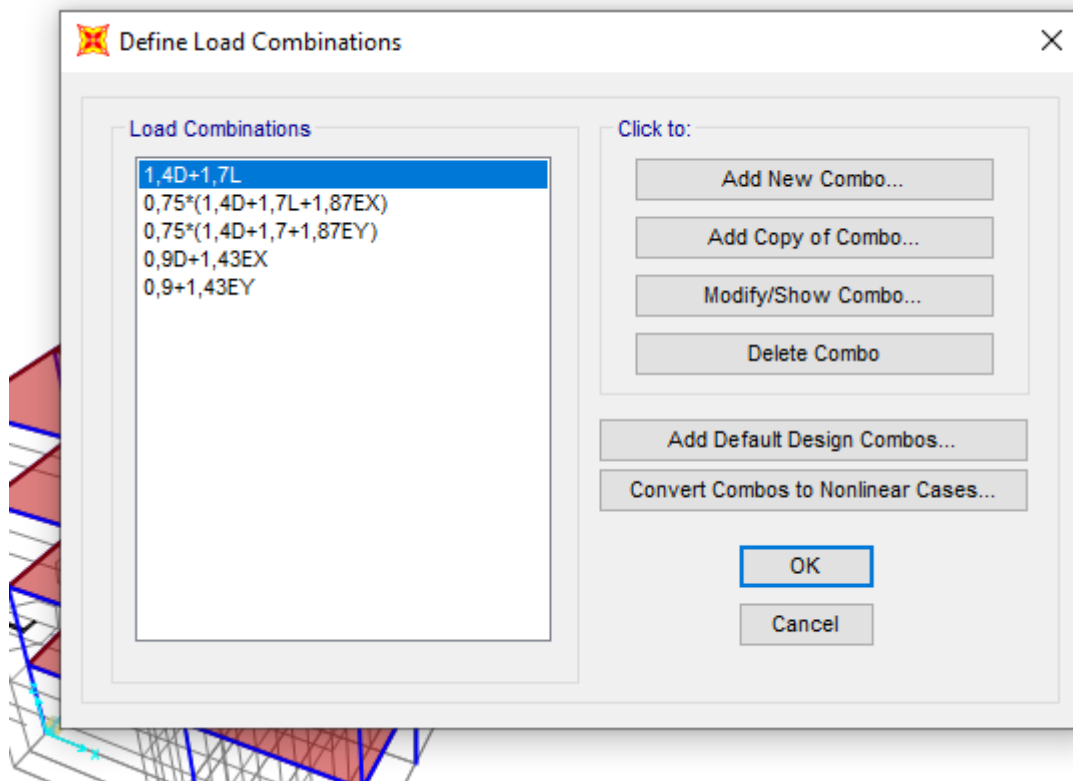 Define Load Combinations
Load Combinations
1,4D+1,7L
0,75*(1,4D+1,7L+1,87EX)
0,75*(1,4D+1,7+1,87EY)
0,9D+1,43EX
0,9+1,43EY
Click to:
Add New Combo...
Add Copy of Combo...
Modify/Show Combo...
Delete Combo
Add Default Design Combos...
Convert Combos to Nonlinear Cases...
OK
Cancel